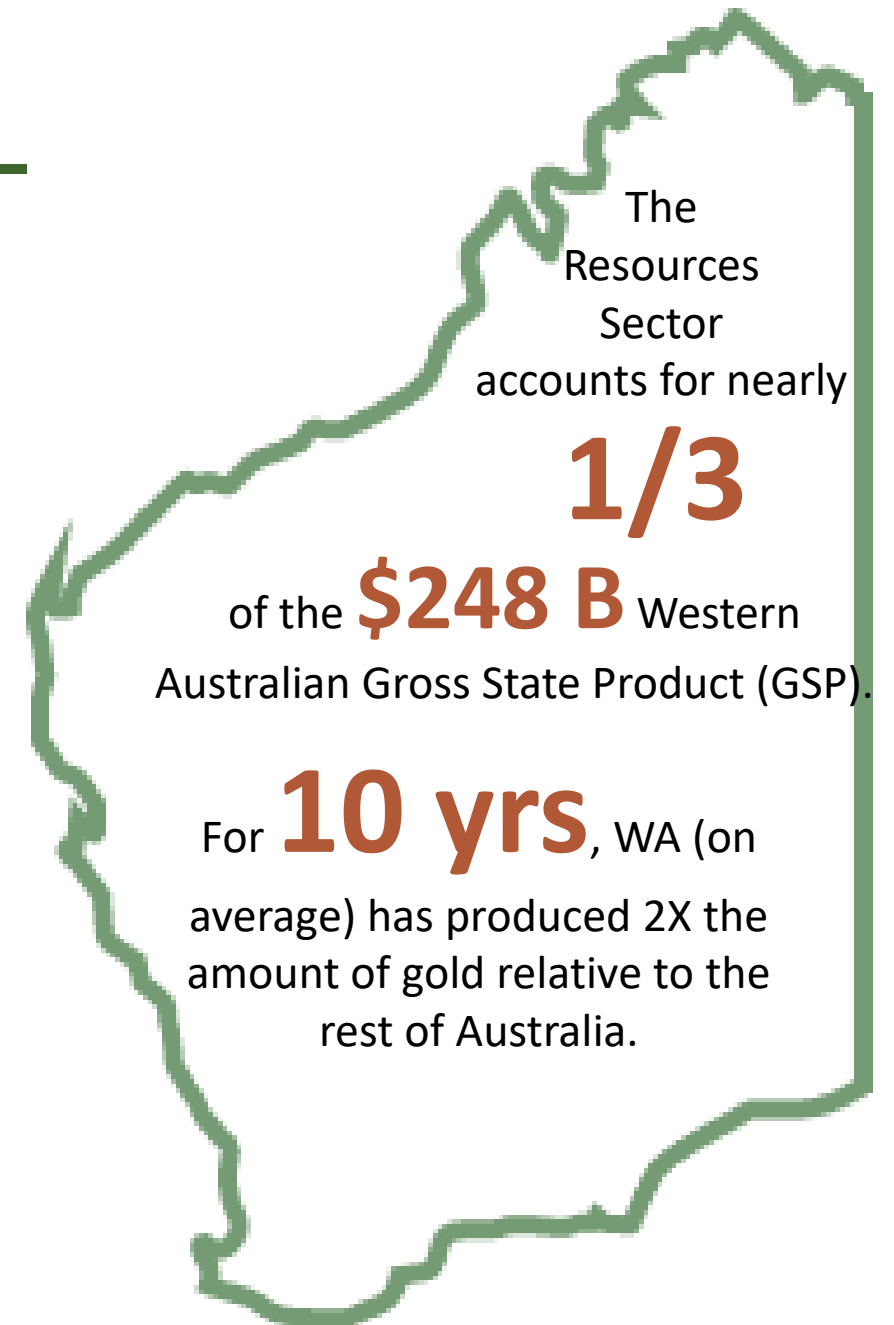 The
Resources
Sector
accounts for nearly
1/3
of the $248 B Western
Australian Gross State Product (GSP).
For 10 yrs, WA (on
average) has produced 2X the
amount of gold relative to the
rest of Australia.